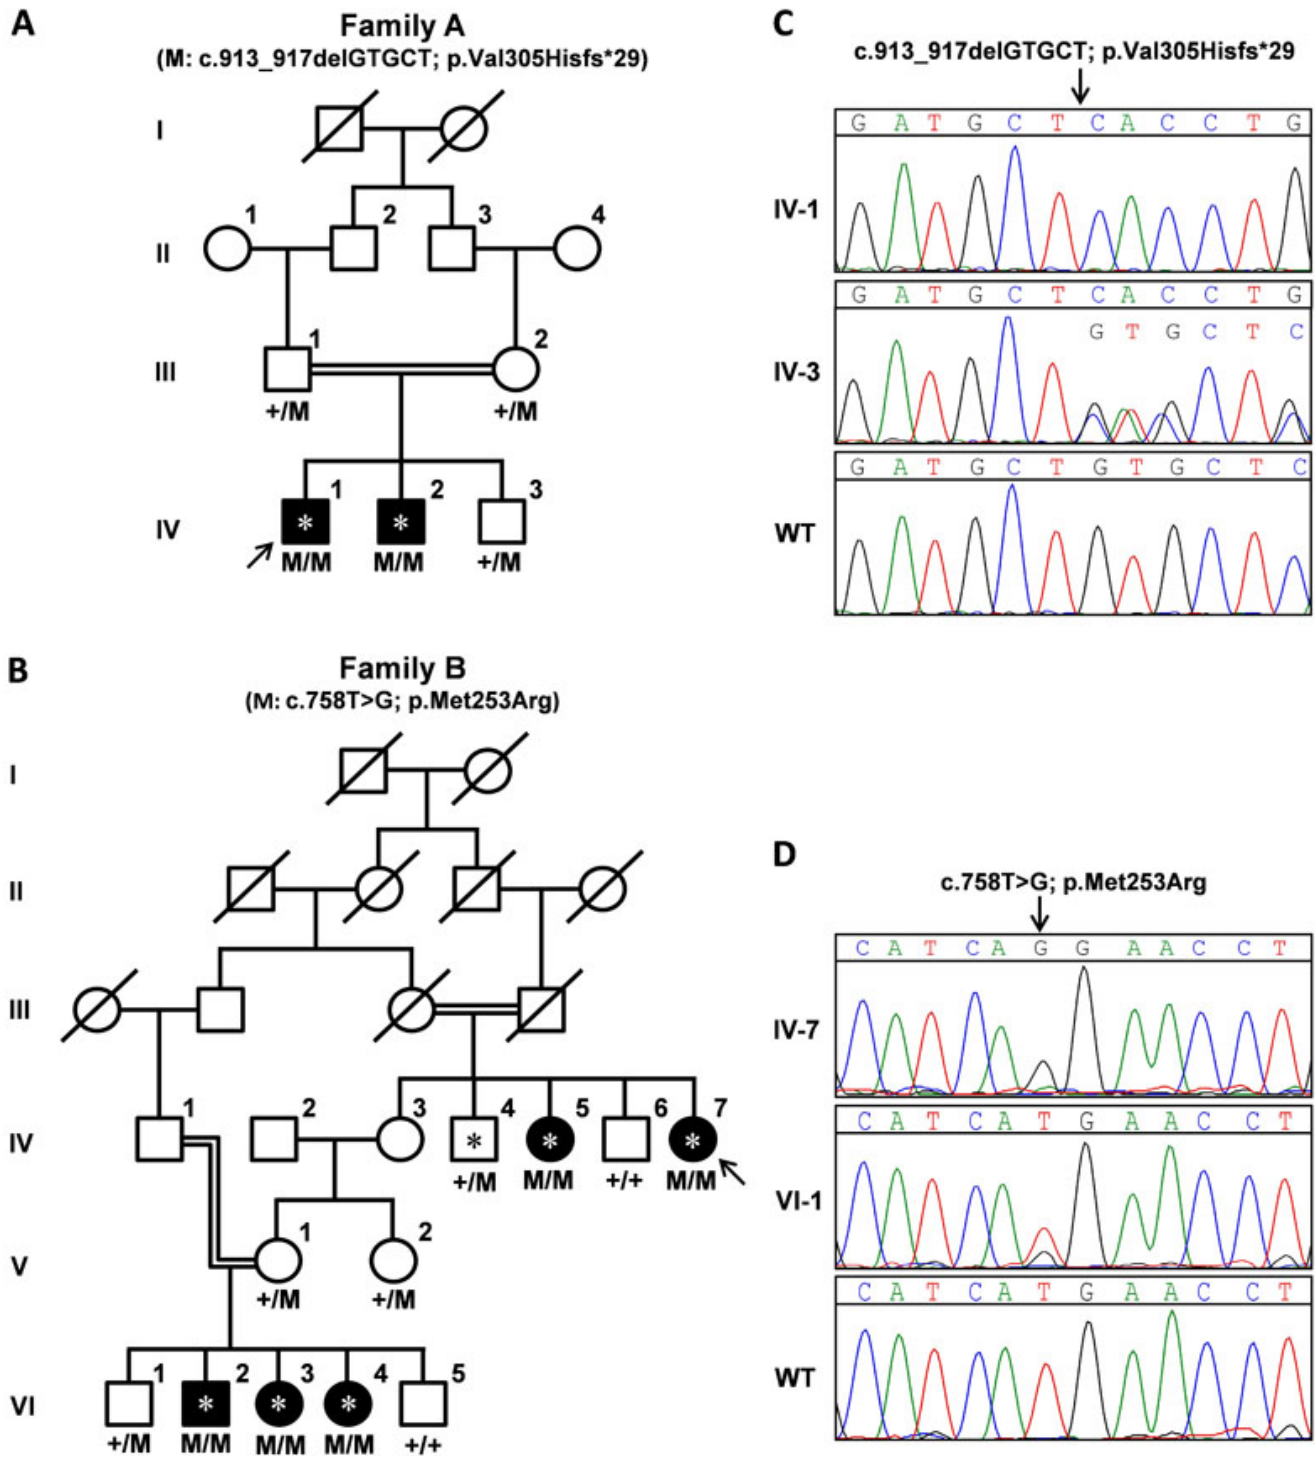 A
Family A
(M: c.913_917delGTGCT; p.Val305Hisfs*29)
I
1 2 3 4
II
1 2
III
+/M +/M
1 2 3
IV
* *
M/M M/M +/M
B
Family B
(M: c.758T>G; p.Met253Arg)
I
II
III
1 2 3 4 5 6 7
IV
* * *
+/M M/M +/+ M/M
1 2
V
+/M +/M
1 2 3 4 5
VI
* * *
+/M M/M M/M M/M +/+
C
c.913_917delGTGCT; p.Val305Hisfs*29
G A T G C T C A C C T G
IV-1
G A T G C T C A C C T G
G T G C T C
IV-3
G A T G C T G T G C T C
WT
D
c.758T>G; p.Met253Arg
C A T C A G G A A C C T
IV-7
C A T C A T G A A C C T
VI-1
C A T C A T G A A C C T
WT